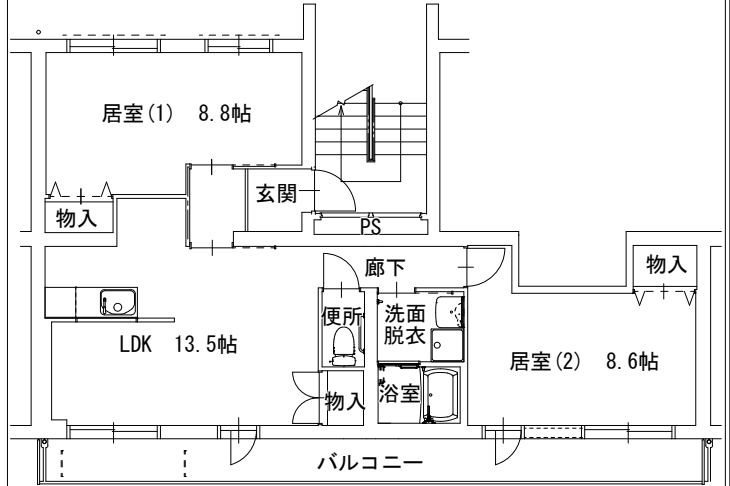 居室(1) 8.8帖
玄関
物入
PS
廊下
物入
便所
洗面
脱衣
LDK 13.5帖
居室(2) 8.6帖
物入
浴室
バルコニー